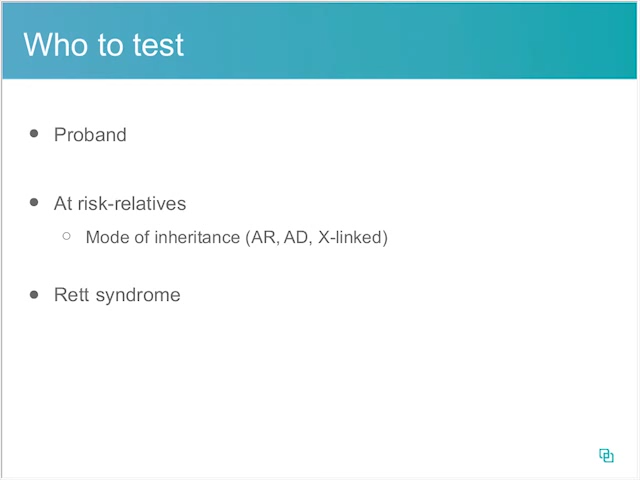 Who to test
● Proband
● At risk-relatives
○ Mode of inheritance (AR, AD, X-linked)
● Rett syndrome